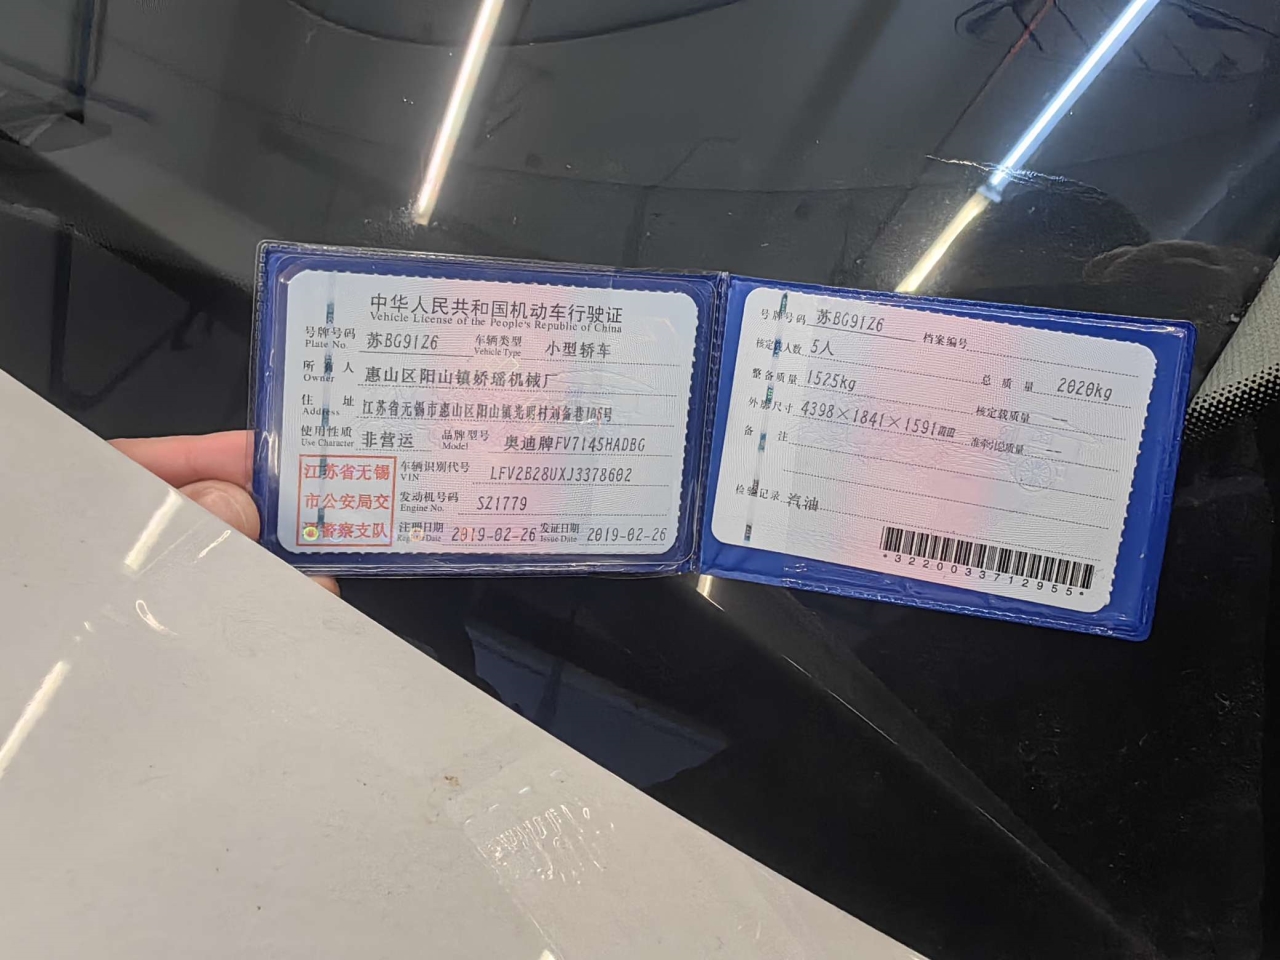 中华人民共和国机动车行驶证
Vehicle License of the People's Republic of China
号牌号码 苏BG91Z6 车辆类型 小型轿车
Plate No. Vehicle Type
所有人 惠山区阳山镇娇瑶机械厂
Owner
住址 江苏省无锡市惠山区阳山镇光明村刘备巷
Address
使用性质 非营运 品牌型号 奥迪牌FV7145HADBG
Use Character Model
江苏省无锡
市公安局交
警察支队
车辆识别代号 LFV2B28UXJ3378602
VIN
发动机号码 SZ1779
Engine No.
注册日期 2019-02-26 发证日期 2019-02-26
Register Date Issue Date
号牌号码 苏BG91Z6 档案编号
核定载人数 5人 总质量 2020kg
整备质量 1525kg 核定载质量 —
外廓尺寸 4398×1841×1591 准牵引总质量 —
备注
检验记录 汽油
*3220033712955*